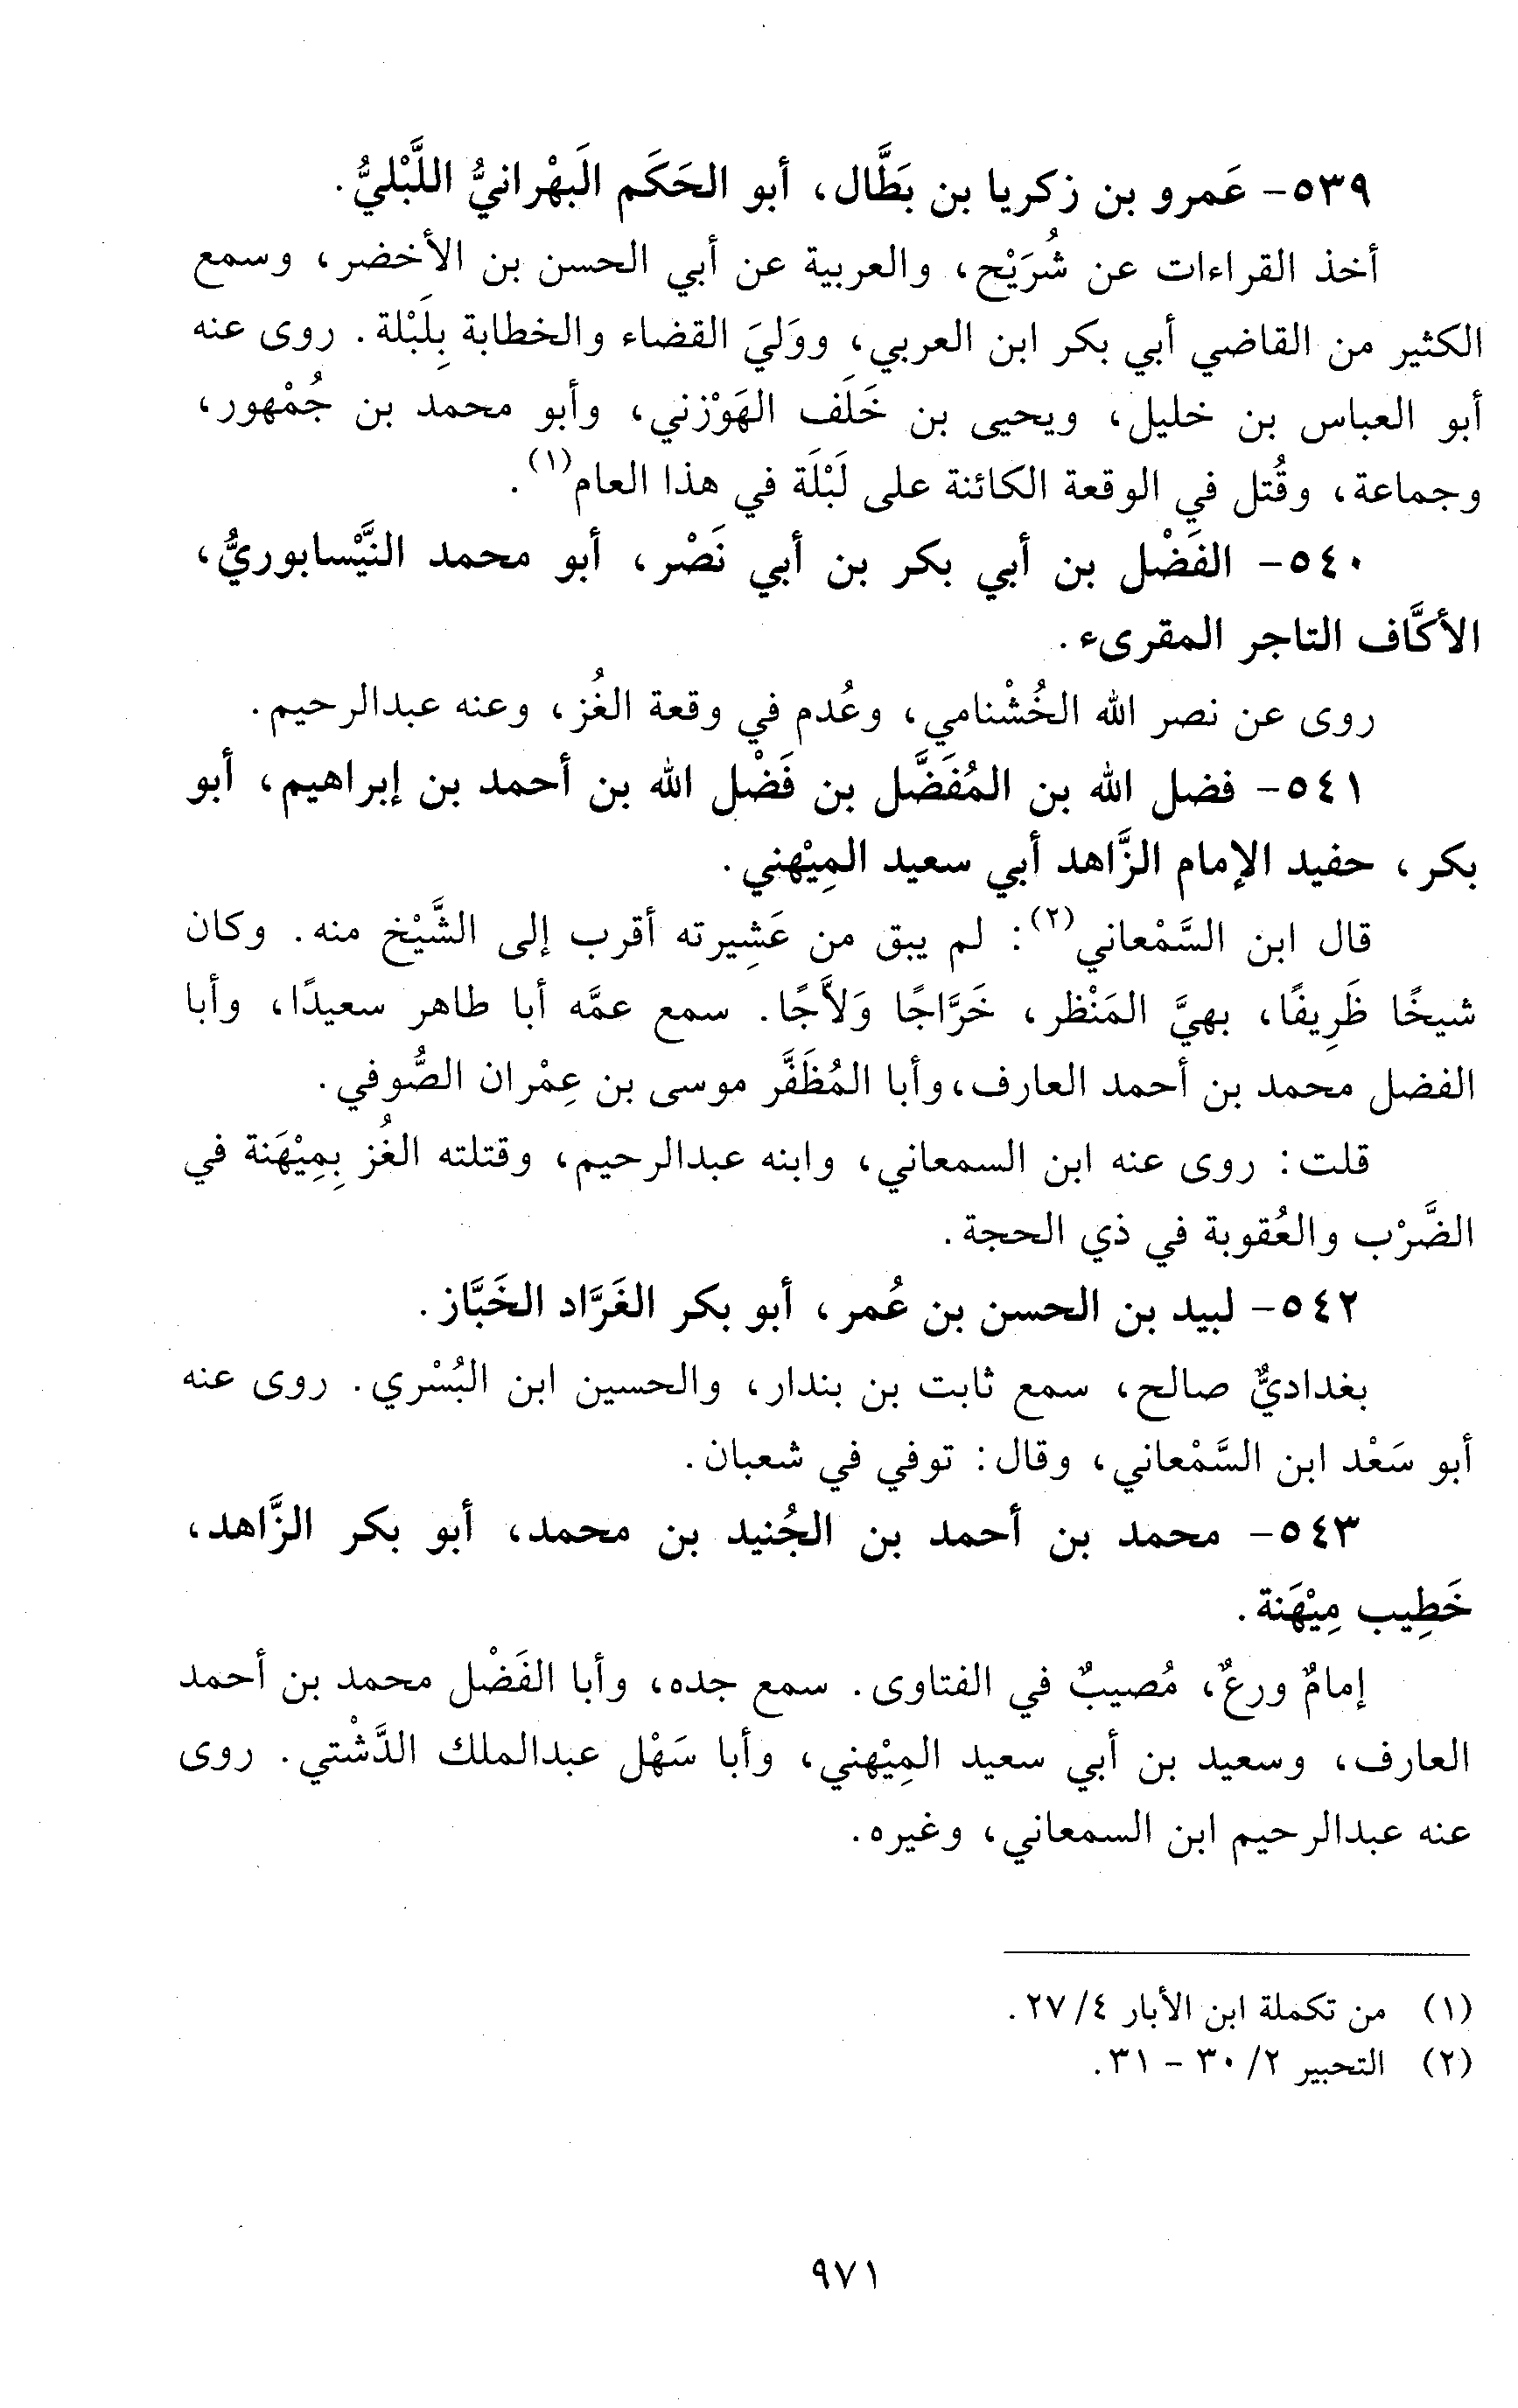 ٥٣٩- عَمرو بن زكريا بن بَطَّال، أبو الحَكَم البَهْرانيُّ اللَّبْليُّ.
أخذ القراءات عن شُرَيْح، والعربية عن أبي الحسن بن الأخضر، وسمع
الكثير من القاضي أبي بكر ابن العربي، ووَليَ القضاء والخطابة بِلَبْلة. روى عنه
أبو العباس بن خليل، ويحيى بن خَلَف الهَوْزني، وأبو محمد بن جُمْهور،
وجماعة، وقُتل في الوقعة الكائنة على لَبْلَة في هذا العام(١).
٥٤٠- الفَضْل بن أبي بكر بن أبي نَصْر، أبو محمد النَّيْسابوريُّ،
الأكَّاف التاجر المقرىء.
روى عن نصر الله الخُشْنامي، وعُدم في وقعة الغُز، وعنه عبدالرحيم.
٥٤١- فضل الله بن المُفَضَّل بن فَضْل الله بن أحمد بن إبراهيم، أبو
بكر، حفيد الإمام الزَّاهد أبي سعيد المِيْهني.
قال ابن السَّمْعاني(٢): لم يبق من عَشِيرته أقرب إلى الشَّيْخ منه. وكان
شيخًا ظَرِيفًا، بهيَّ المَنْظر، خَرَّاجًا وَلاَّجًا. سمع عمَّه أبا طاهر سعيدًا، وأبا
الفضل محمد بن أحمد العارف، وأبا المُظَفَّر موسى بن عِمْران الصُّوفي.
قلت: روى عنه ابن السمعاني، وابنه عبدالرحيم، وقتلته الغُز بِمِيْهَنة في
الضَّرْب والعُقوبة في ذي الحجة.
٥٤٢- لبيد بن الحسن بن عُمر، أبو بكر الغَرَّاد الخَبَّاز.
بغداديٌّ صالح، سمع ثابت بن بندار، والحسين ابن البُسْري. روى عنه
أبو سَعْد ابن السَّمْعاني، وقال: توفي في شعبان.
٥٤٣- محمد بن أحمد بن الجُنيد بن محمد، أبو بكر الزَّاهد،
خَطِيب مِيْهَنة.
إمامٌ ورعٌ، مُصيبٌ في الفتاوى. سمع جده، وأبا الفَضْل محمد بن أحمد
العارف، وسعيد بن أبي سعيد المِيْهني، وأبا سَهْل عبدالملك الدَّشْتي. روى
عنه عبدالرحيم ابن السمعاني، وغيره.
(١) من تكملة ابن الأبار ٤/ ٢٧.
(٢) التحبير ٢/ ٣٠ - ٣١.
٩٧١